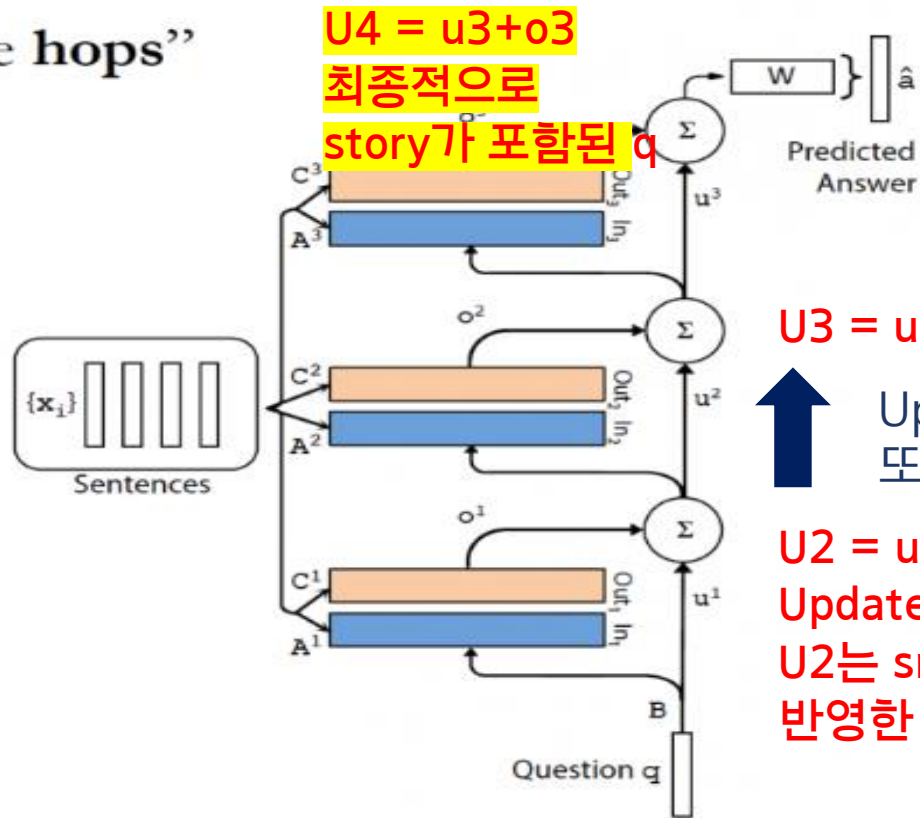 hops”
U4 = u3+o3
최종적으로
story가 포함된 q
W
â
Predicted
Answer
Σ
C³
Out₃
u³
A³
In₃
o²
Σ
U3 = u
C²
Out₂
u²
{xᵢ}
A²
In₂
Sentences
또
o¹
Σ
U2 = u
C¹
Out₁
u¹
Update
A¹
In₁
U2는
B
반영한
Question q